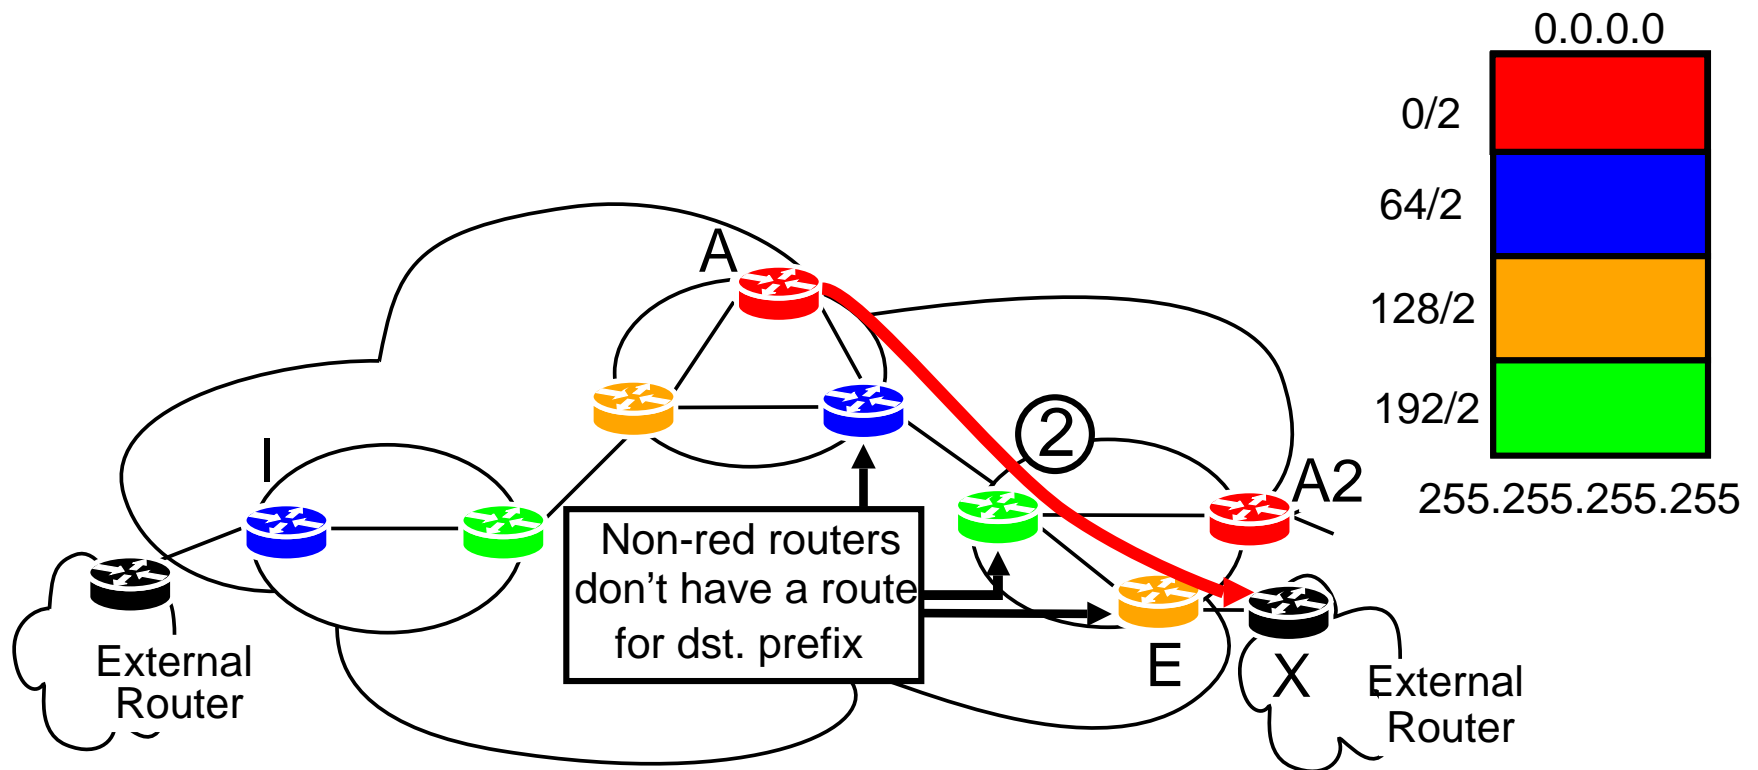 0.0.0.0
0/2
64/2
128/2
192/2
255.255.255.255
A
I
2
A2
Non-red routers
don't have a route
for dst. prefix
E
X
External
Router
External
Router